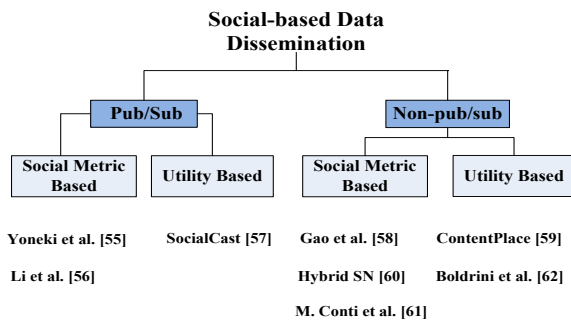 Social-based Data
Dissemination
Pub/Sub
Non-pub/sub
Social Metric
Based
Utility Based
Social Metric
Based
Utility Based
Yoneki et al. [55]
SocialCast [57]
Gao et al. [58]
ContentPlace [59]
Li et al. [56]
Hybrid SN [60]
Boldrini et al. [62]
M. Conti et al. [61]